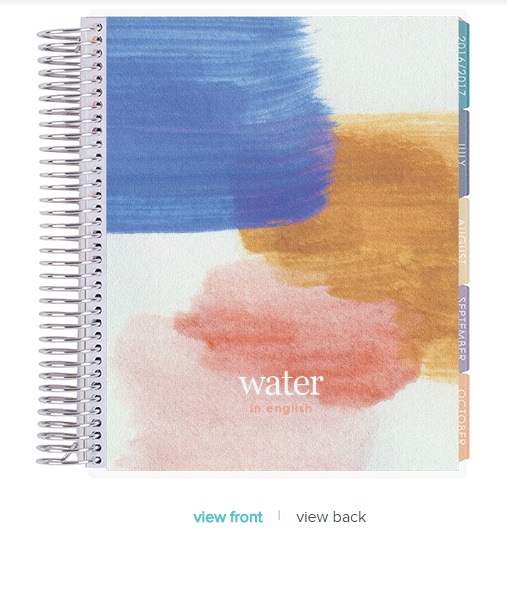 2016/2017
JULY
AUGUST
SEPTEMBER
OCTOBER
water
in english
view front | view back